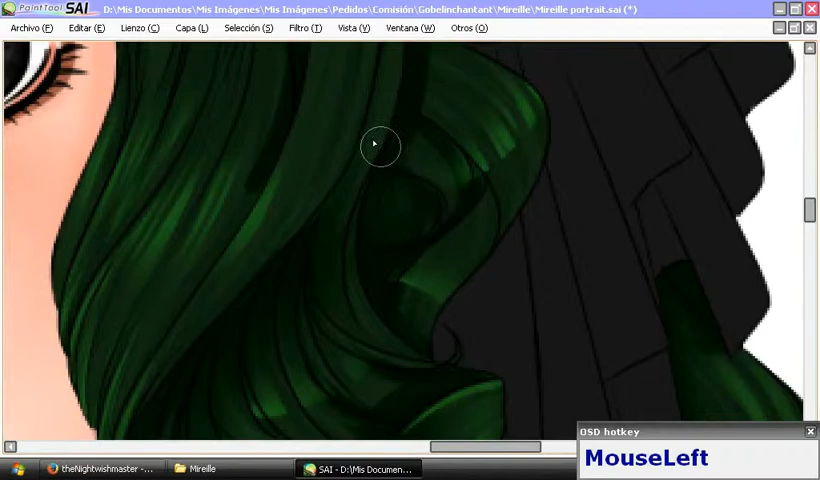 PaintTool SAI D:\Mis Documentos\Mis Imágenes\Mis Imágenes\Pedidos\Comisión\Gobelinchantant\Mireille\Mireille portrait.sai (*)
Archivo (F) Editar (E) Lienzo (C) Capa (L) Selección (S) Filtro (T) Vista (V) Ventana (W) Otros (O)
OSD hotkey
MouseLeft
theNightwishmaster -... Mireille SAI - D:\Mis Documen...